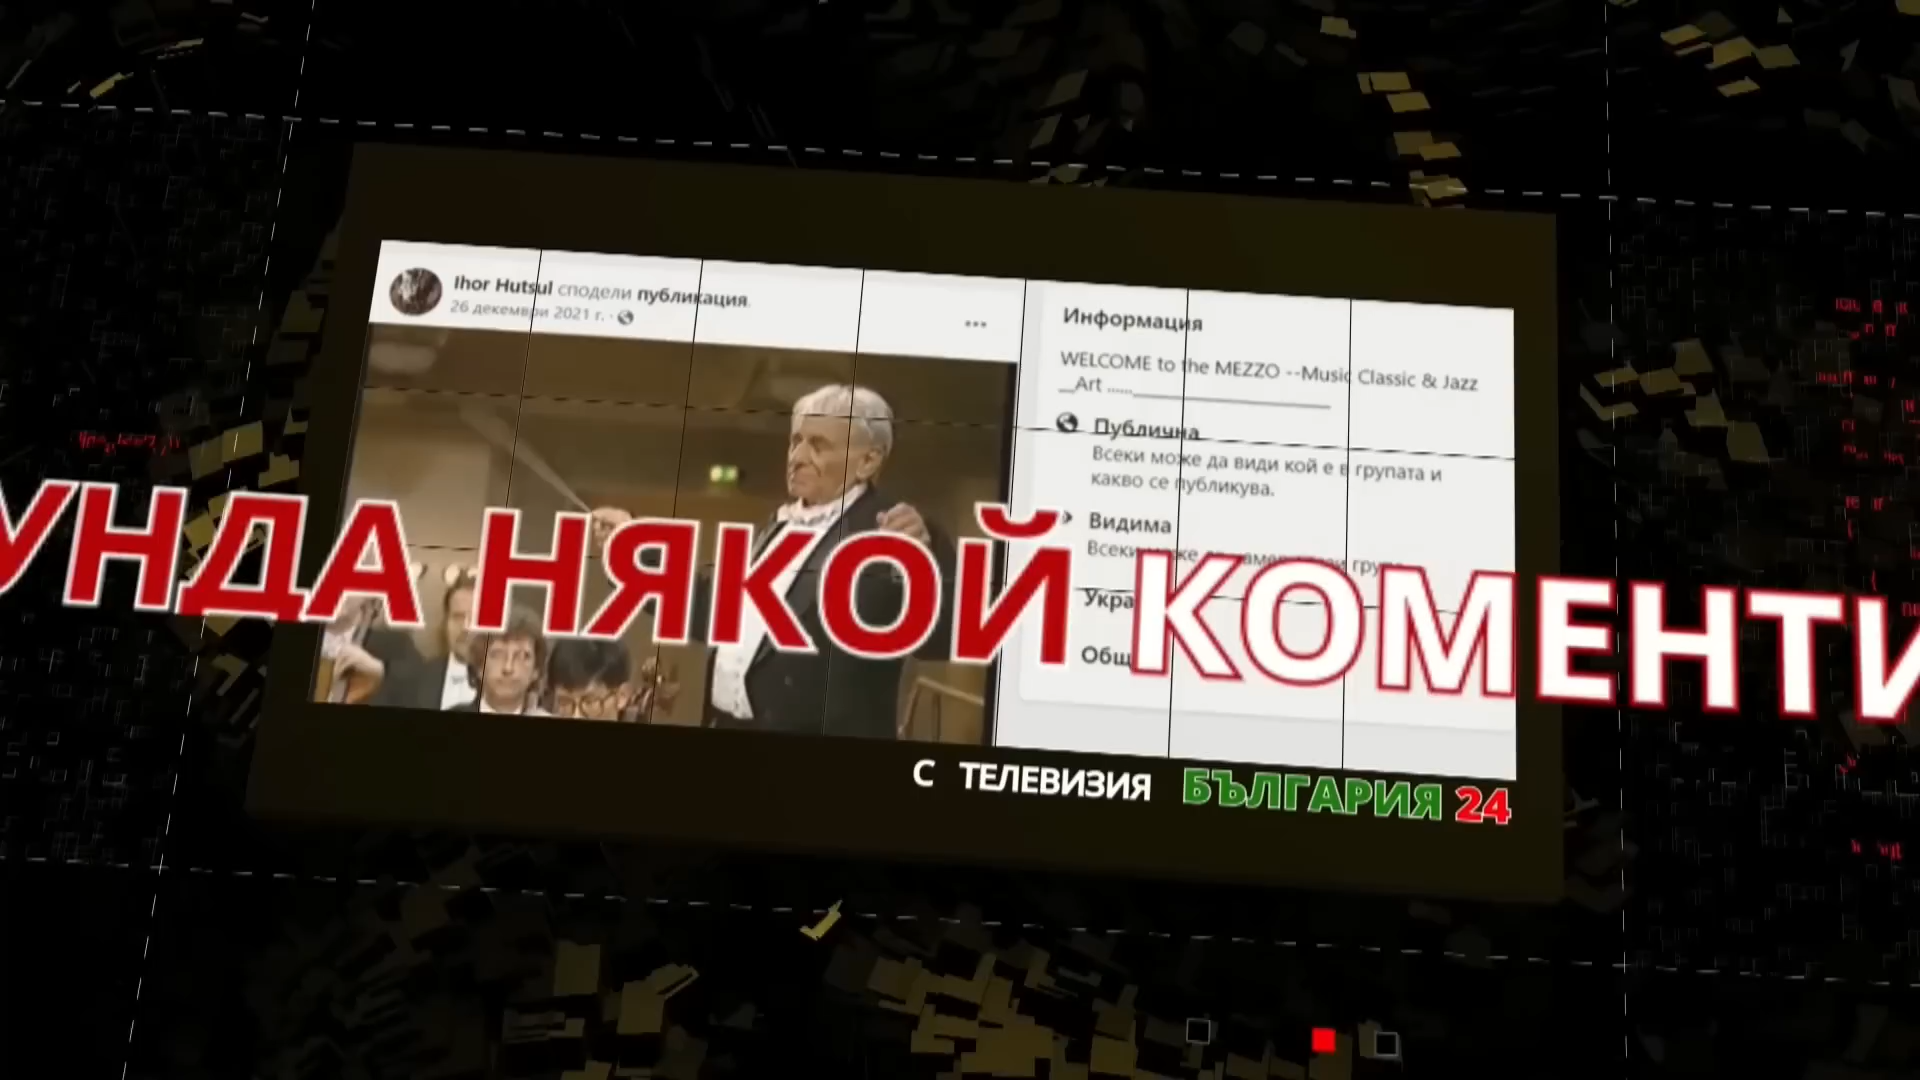 Ihor Hutsul сподели публикация.
26 декември 2021 г. ·
Информация
WELCOME to the MEZZO --Music Classic & Jazz
__Art ......
Публична
Всеки може да види кой е в групата и
какво се публикува.
Видима
Всеки може
УНДА НЯКОЙ КОМЕНТИ
Укра
Общ
С ТЕЛЕВИЗИЯ БЪЛГАРИЯ 24